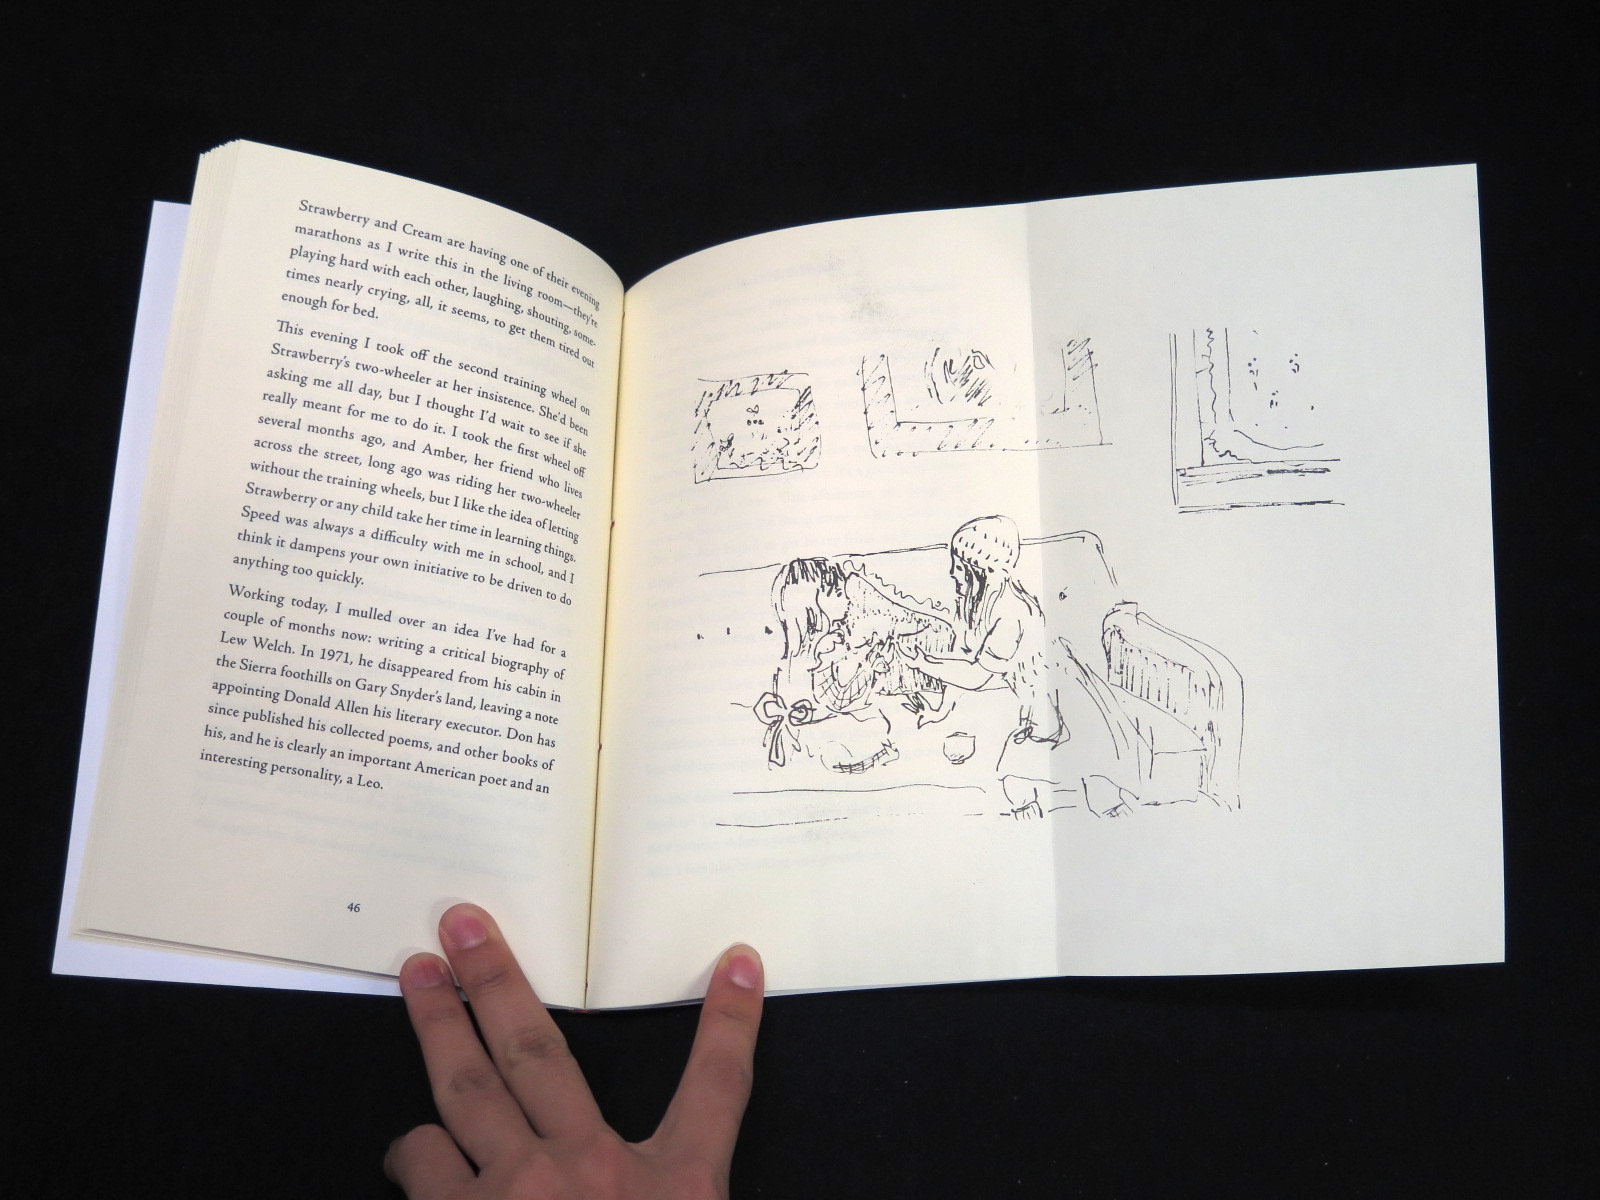 Strawberry and Cream are having one of their evening
marathons as I write this in the living room—they're
playing hard with each other, laughing, shouting, some-
times nearly crying, all, it seems, to get them tired out
enough for bed.
This evening I took off the second training wheel on
Strawberry's two-wheeler at her insistence. She'd been
asking me all day, but I thought I'd wait to see if she
really meant for me to do it. I took the first wheel off
several months ago, and Amber, her friend who lives
across the street, long ago was riding her two-wheeler
without the training wheels, but I like the idea of letting
Strawberry or any child take her time in learning things.
Speed was always a difficulty with me in school, and I
think it dampens your own initiative to be driven to do
anything too quickly.
Working today, I mulled over an idea I've had for a
couple of months now: writing a critical biography of
Lew Welch. In 1971, he disappeared from his cabin in
the Sierra foothills on Gary Snyder's land, leaving a note
appointing Donald Allen his literary executor. Don has
since published his collected poems, and other books of
his, and he is clearly an important American poet and an
interesting personality, a Leo.
46